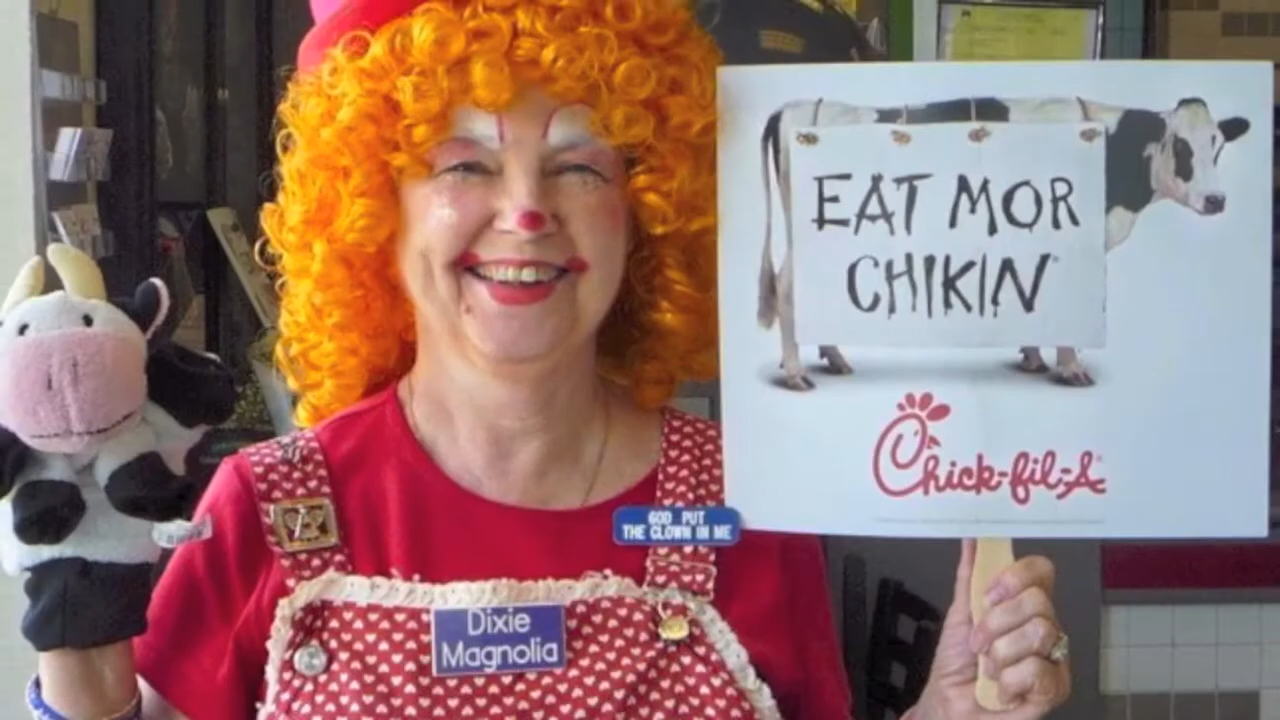 EAT MOR
CHIKIN
Chick-fil-A
GOD PUT
THE CLOWN IN ME
Dixie
Magnolia